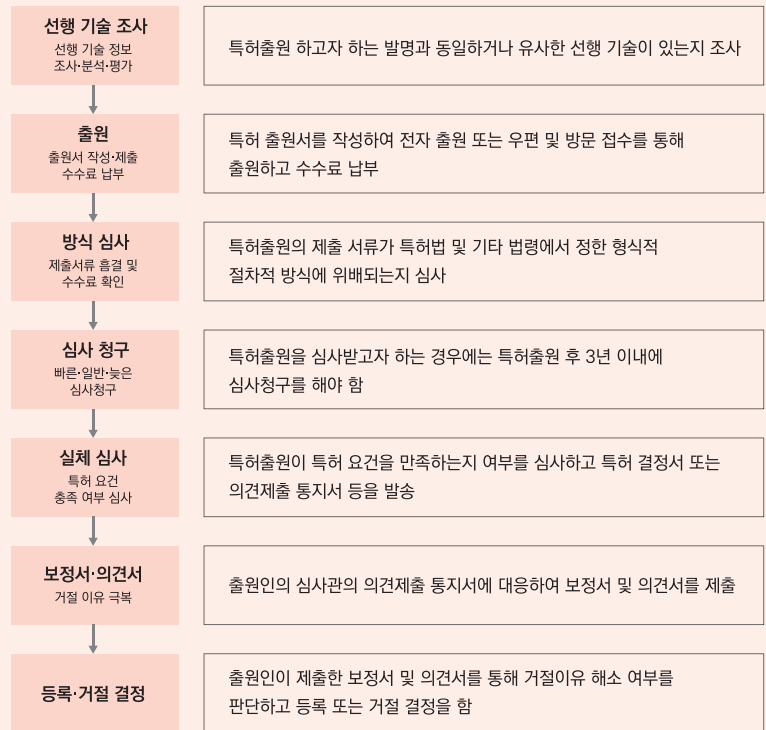 선행 기술 조사
선행 기술 정보
조사·분석·평가
특허출원 하고자 하는 발명과 동일하거나 유사한 선행 기술이 있는지 조사
출원
출원서 작성·제출
수수료 납부
특허 출원서를 작성하여 전자 출원 또는 우편 및 방문 접수를 통해
출원하고 수수료 납부
방식 심사
제출서류 흠결 및
수수료 확인
특허출원의 제출 서류가 특허법 및 기타 법령에서 정한 형식적
절차적 방식에 위배되는지 심사
심사 청구
빠른·일반·늦은
심사청구
특허출원을 심사받고자 하는 경우에는 특허출원 후 3년 이내에
심사청구를 해야 함
실체 심사
특허 요건
충족 여부 심사
특허출원이 특허 요건을 만족하는지 여부를 심사하고 특허 결정서 또는
의견제출 통지서 등을 발송
보정서·의견서
거절 이유 극복
출원인의 심사관의 의견제출 통지서에 대응하여 보정서 및 의견서를 제출
등록·거절 결정
출원인이 제출한 보정서 및 의견서를 통해 거절이유 해소 여부를
판단하고 등록 또는 거절 결정을 함